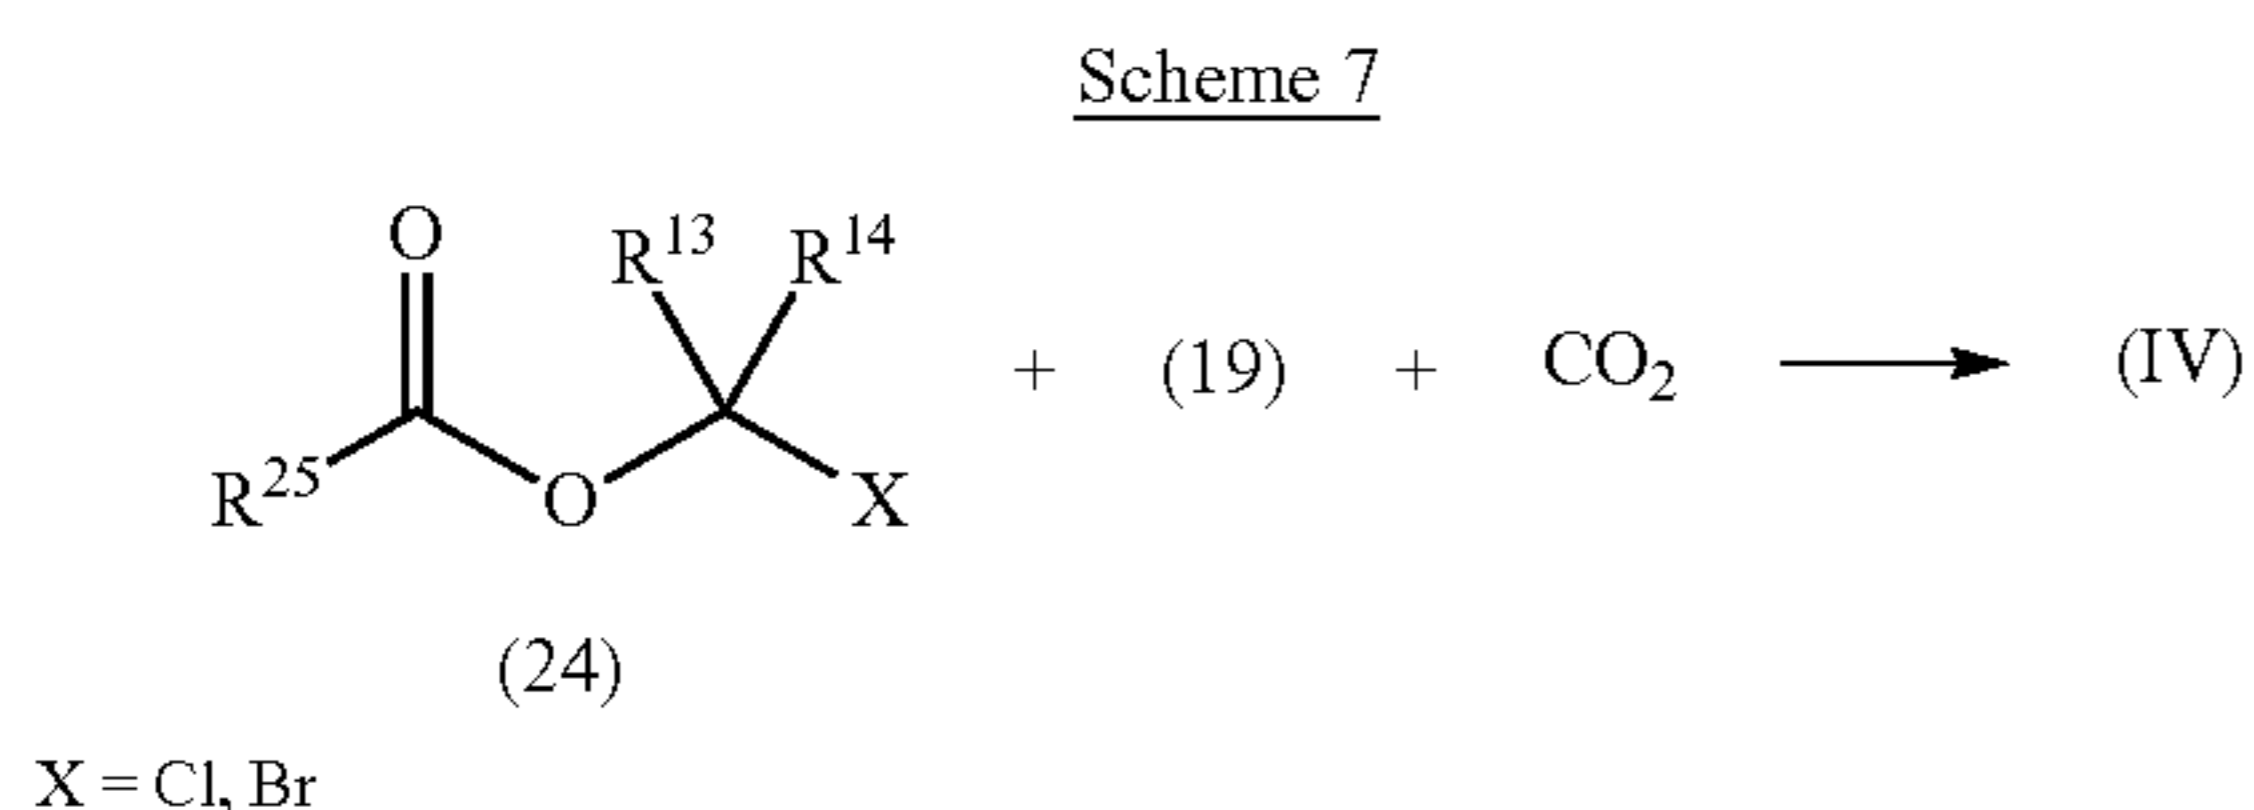 Scheme 7
O
R13 R14
+ (19) + CO2 (IV)
R25 O X
(24)
X = Cl, Br